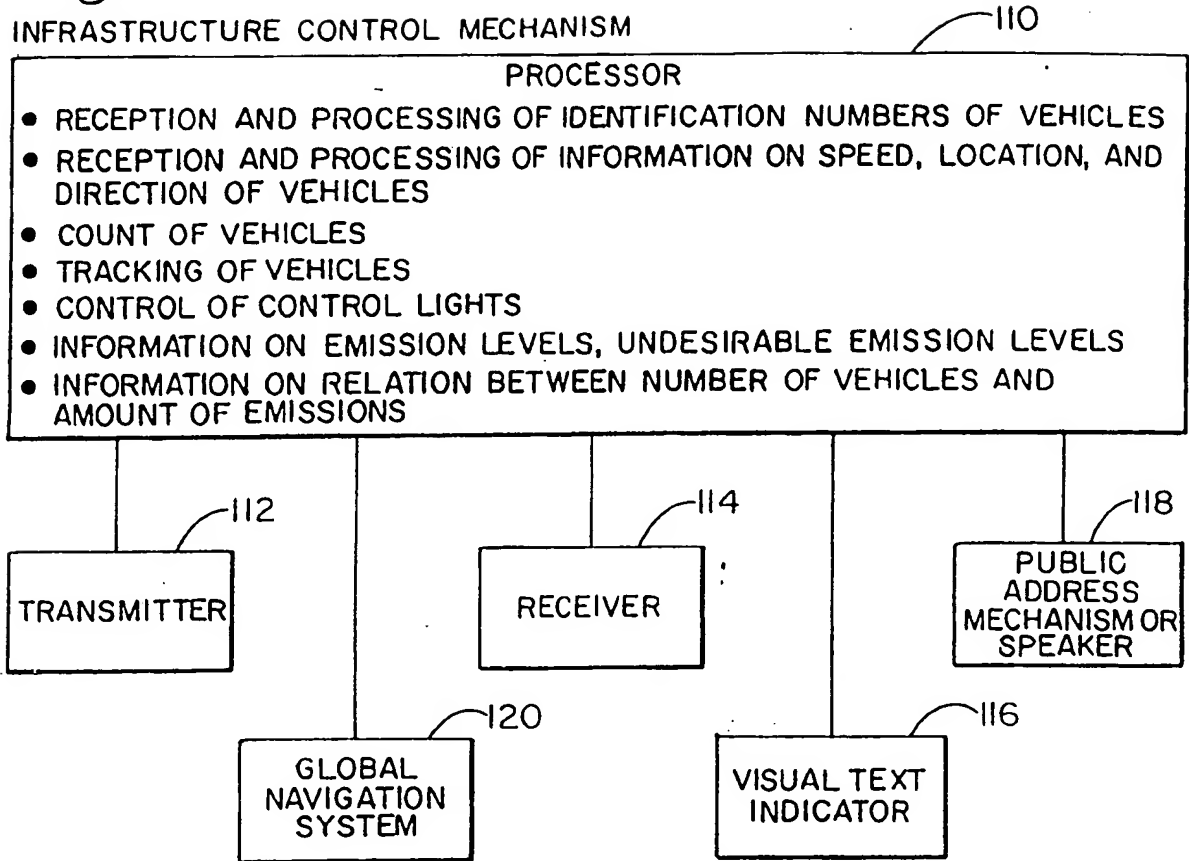 INFRASTRUCTURE CONTROL MECHANISM
110
PROCESSOR
• RECEPTION AND PROCESSING OF IDENTIFICATION NUMBERS OF VEHICLES
• RECEPTION AND PROCESSING OF INFORMATION ON SPEED, LOCATION, AND
DIRECTION OF VEHICLES
• COUNT OF VEHICLES
• TRACKING OF VEHICLES
• CONTROL OF CONTROL LIGHTS
• INFORMATION ON EMISSION LEVELS, UNDESIRABLE EMISSION LEVELS
• INFORMATION ON RELATION BETWEEN NUMBER OF VEHICLES AND
AMOUNT OF EMISSIONS
112
TRANSMITTER
114
RECEIVER
118
PUBLIC
ADDRESS
MECHANISM OR
SPEAKER
120
GLOBAL
NAVIGATION
SYSTEM
116
VISUAL TEXT
INDICATOR